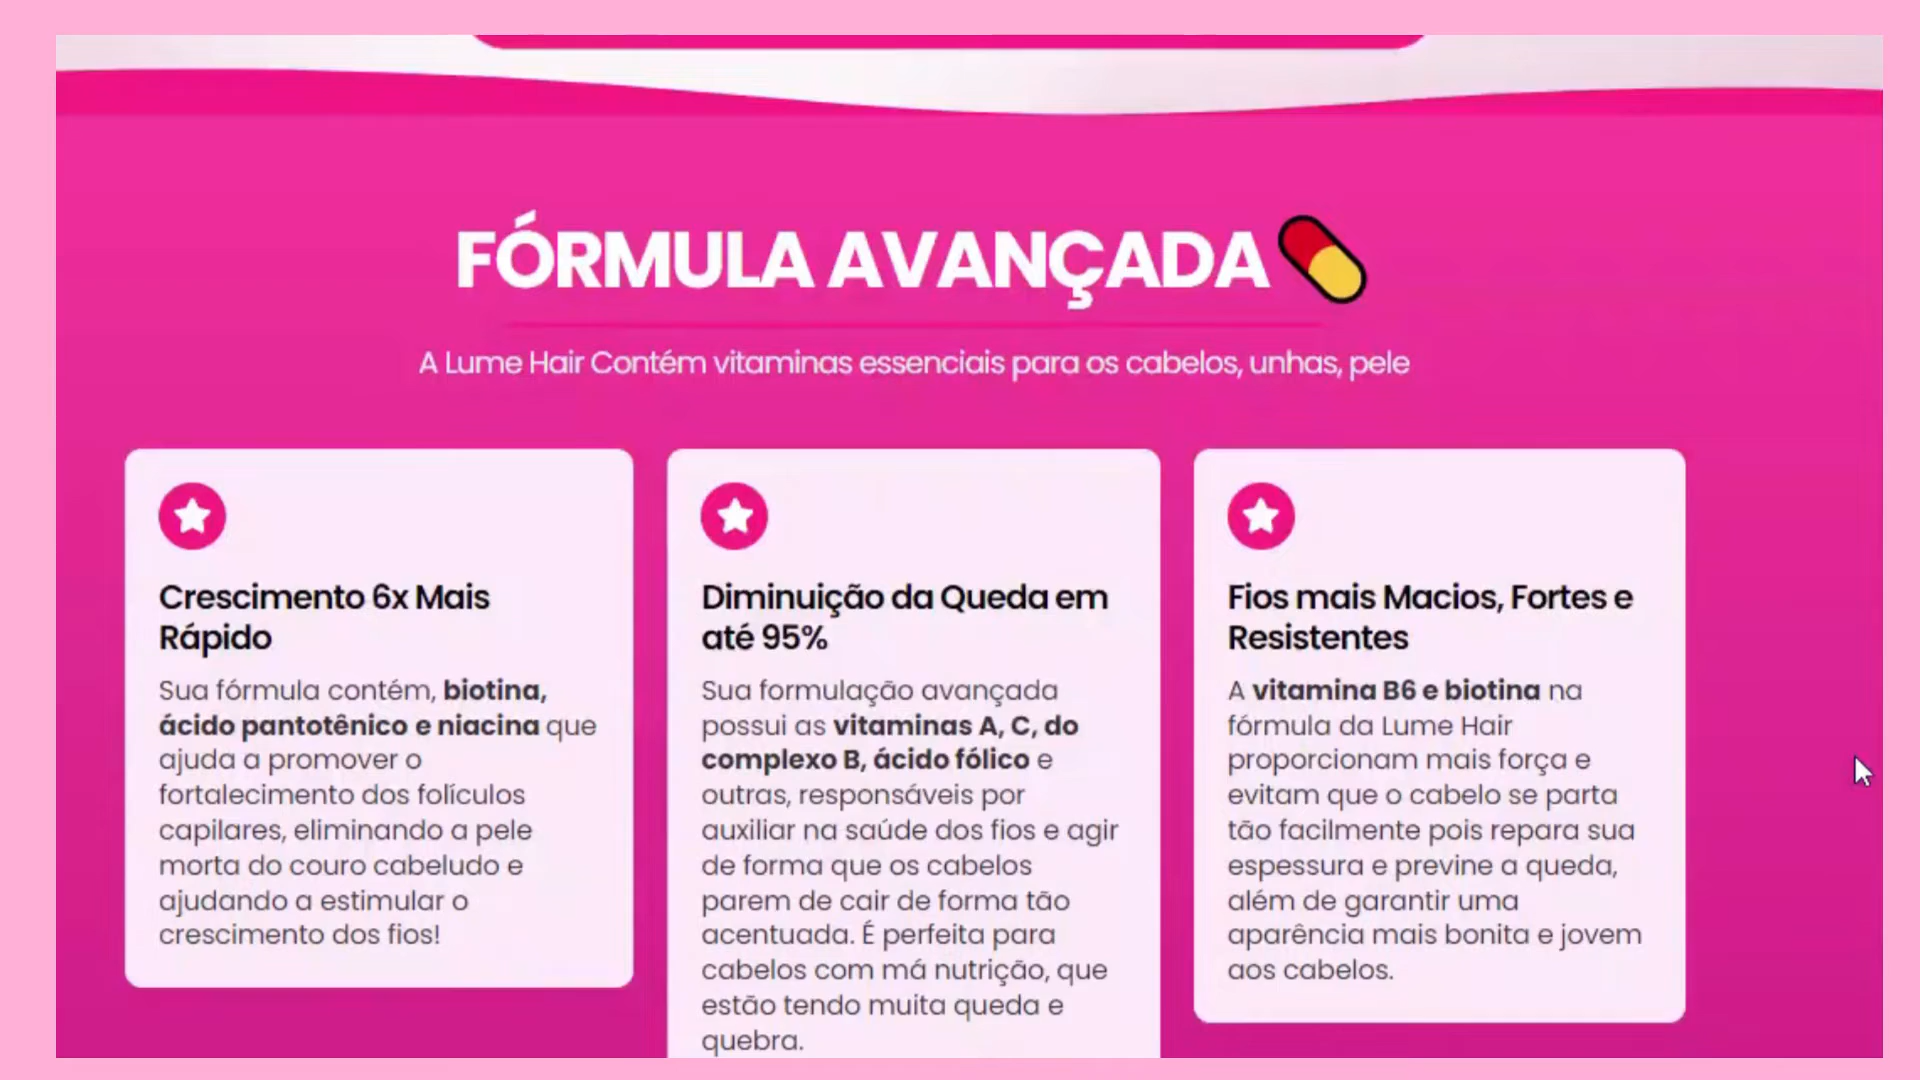 FÓRMULA AVANÇADA
A Lume Hair Contém vitaminas essenciais para os cabelos, unhas, pele
Crescimento 6x Mais
Rápido
Sua fórmula contém, biotina,
ácido pantotênico e niacina que
ajuda a promover o
fortalecimento dos folículos
capilares, eliminando a pele
morta do couro cabeludo e
ajudando a estimular o
crescimento dos fios!
Diminuição da Queda em
até 95%
Sua formulação avançada
possui as vitaminas A, C, do
complexo B, ácido fólico e
outras, responsáveis por
auxiliar na saúde dos fios e agir
de forma que os cabelos
parem de cair de forma tão
acentuada. É perfeita para
cabelos com má nutrição, que
estão tendo muita queda e
quebra.
Fios mais Macios, Fortes e
Resistentes
A vitamina B6 e biotina na
fórmula da Lume Hair
proporcionam mais força e
evitam que o cabelo se parta
tão facilmente pois repara sua
espessura e previne a queda,
além de garantir uma
aparência mais bonita e jovem
aos cabelos.